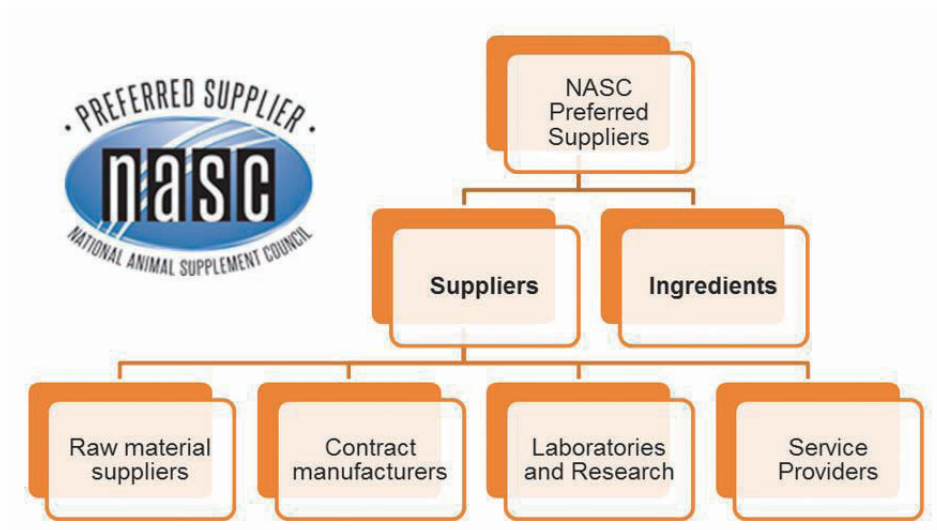 · PREFERRED SUPPLIER ·
nasc
NATIONAL ANIMAL SUPPLEMENT COUNCIL
NASC
Preferred
Suppliers
Suppliers
Ingredients
Raw material
suppliers
Contract
manufacturers
Laboratories
and Research
Service
Providers